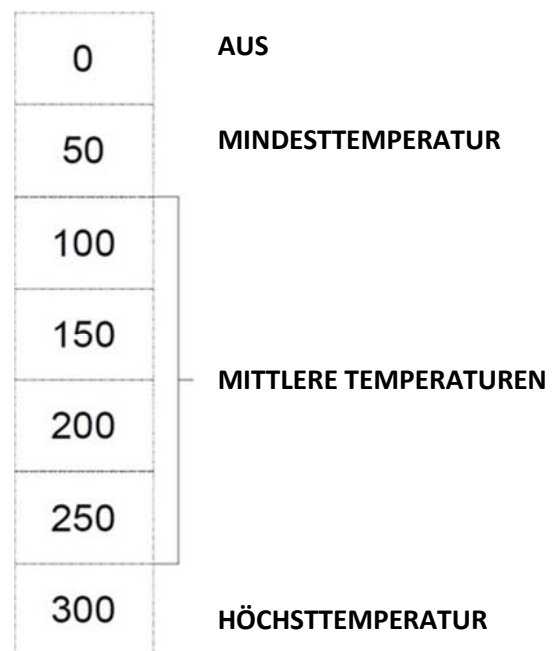 0 AUS
50 MINDESTTEMPERATUR
100
150
MITTLERE TEMPERATUREN
200
250
300 HÖCHSTTEMPERATUR